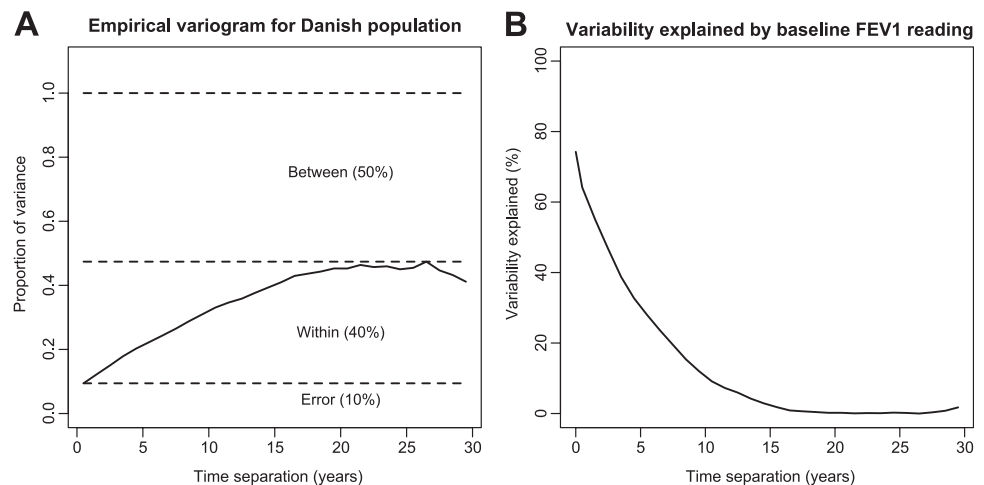 A
Empirical variogram for Danish population
Proportion of variance
1.0
0.8
0.6
0.4
0.2
0.0
Between (50%)
Within (40%)
Error (10%)
0 5 10 15 20 25 30
Time separation (years)
B
Variability explained by baseline FEV1 reading
Variability explained (%)
100
80
60
40
20
0
0 5 10 15 20 25 30
Time separation (years)